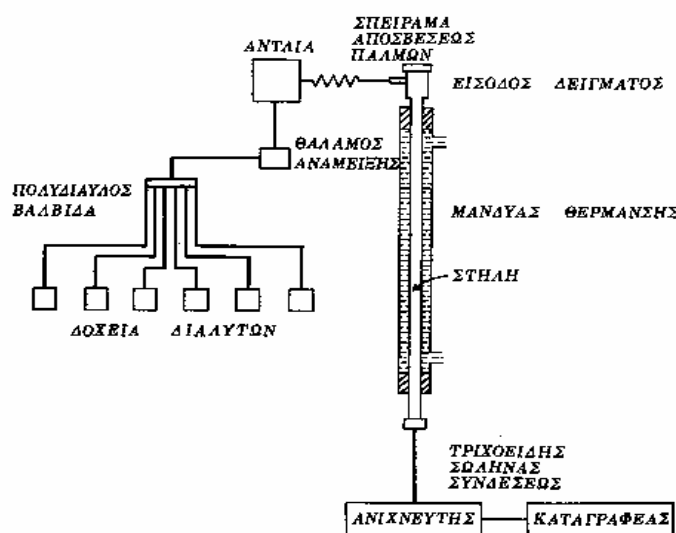 ΣΠΕΙΡΑΜΑ
ΑΠΟΣΒΕΣΕΩΣ
ΠΑΛΜΩΝ
ΑΝΤΛΙΑ
ΕΙΣΟΔΟΣ ΔΕΙΓΜΑΤΟΣ
ΘΑΛΑΜΟΣ
ΑΝΑΜΕΙΞΗΣ
ΠΟΛΥΔΙΑΥΛΟΣ
ΒΑΛΒΙΔΑ
ΜΑΝΔΥΑΣ ΘΕΡΜΑΝΣΗΣ
ΣΤΗΛΗ
ΔΟΧΕΙΑ ΔΙΑΛΥΤΩΝ
ΤΡΙΧΟΕΙΔΗΣ
ΣΩΛΗΝΑΣ
ΣΥΝΔΕΣΕΩΣ
ΑΝΙΧΝΕΥΤΗΣ
ΚΑΤΑΓΡΑΦΕΑΣ